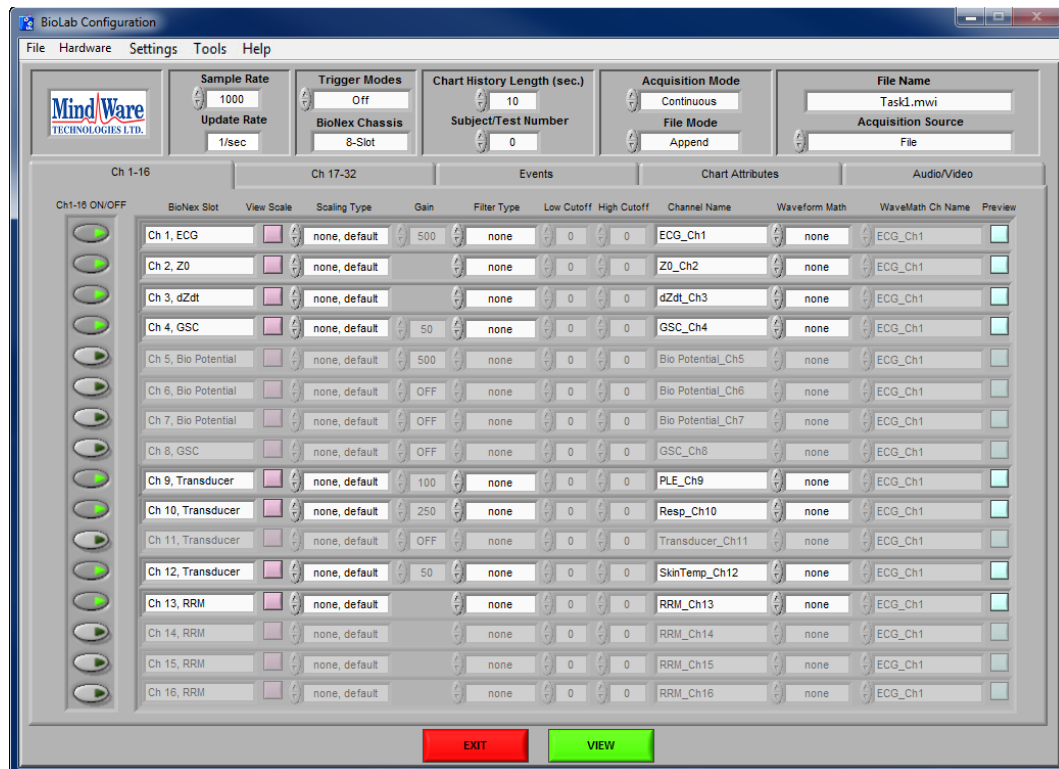 BioLab Configuration
File Hardware Settings Tools Help
MindWare
TECHNOLOGIES LTD.
Sample Rate
1000
Update Rate
1/sec
Trigger Modes
Off
BioNex Chassis
8-Slot
Chart History Length (sec.)
10
Subject/Test Number
0
Acquisition Mode
Continuous
File Mode
Append
File Name
Task1.mwi
Acquisition Source
File
Ch 1-16 Ch 17-32 Events Chart Attributes Audio/Video
Ch1-16 ON/OFF BioNex Slot View Scale Scaling Type Gain Filter Type Low Cutoff High Cutoff Channel Name Waveform Math WaveMath Ch Name Preview
Ch 1, ECG none, default 500 none 0 0 ECG_Ch1 none ECG_Ch1
Ch 2, Z0 none, default none 0 0 Z0_Ch2 none ECG_Ch1
Ch 3, dZdt none, default none 0 0 dZdt_Ch3 none ECG_Ch1
Ch 4, GSC none, default 50 none 0 0 GSC_Ch4 none ECG_Ch1
Ch 5, Bio Potential none, default 500 none 0 0 Bio Potential_Ch5 none ECG_Ch1
Ch 6, Bio Potential none, default OFF none 0 0 Bio Potential_Ch6 none ECG_Ch1
Ch 7, Bio Potential none, default OFF none 0 0 Bio Potential_Ch7 none ECG_Ch1
Ch 8, GSC none, default OFF none 0 0 GSC_Ch8 none ECG_Ch1
Ch 9, Transducer none, default 100 none 0 0 PLE_Ch9 none ECG_Ch1
Ch 10, Transducer none, default 250 none 0 0 Resp_Ch10 none ECG_Ch1
Ch 11, Transducer none, default OFF none 0 0 Transducer_Ch11 none ECG_Ch1
Ch 12, Transducer none, default 50 none 0 0 SkinTemp_Ch12 none ECG_Ch1
Ch 13, RRM none, default none 0 0 RRM_Ch13 none ECG_Ch1
Ch 14, RRM none, default none 0 0 RRM_Ch14 none ECG_Ch1
Ch 15, RRM none, default none 0 0 RRM_Ch15 none ECG_Ch1
Ch 16, RRM none, default none 0 0 RRM_Ch16 none ECG_Ch1
EXIT VIEW